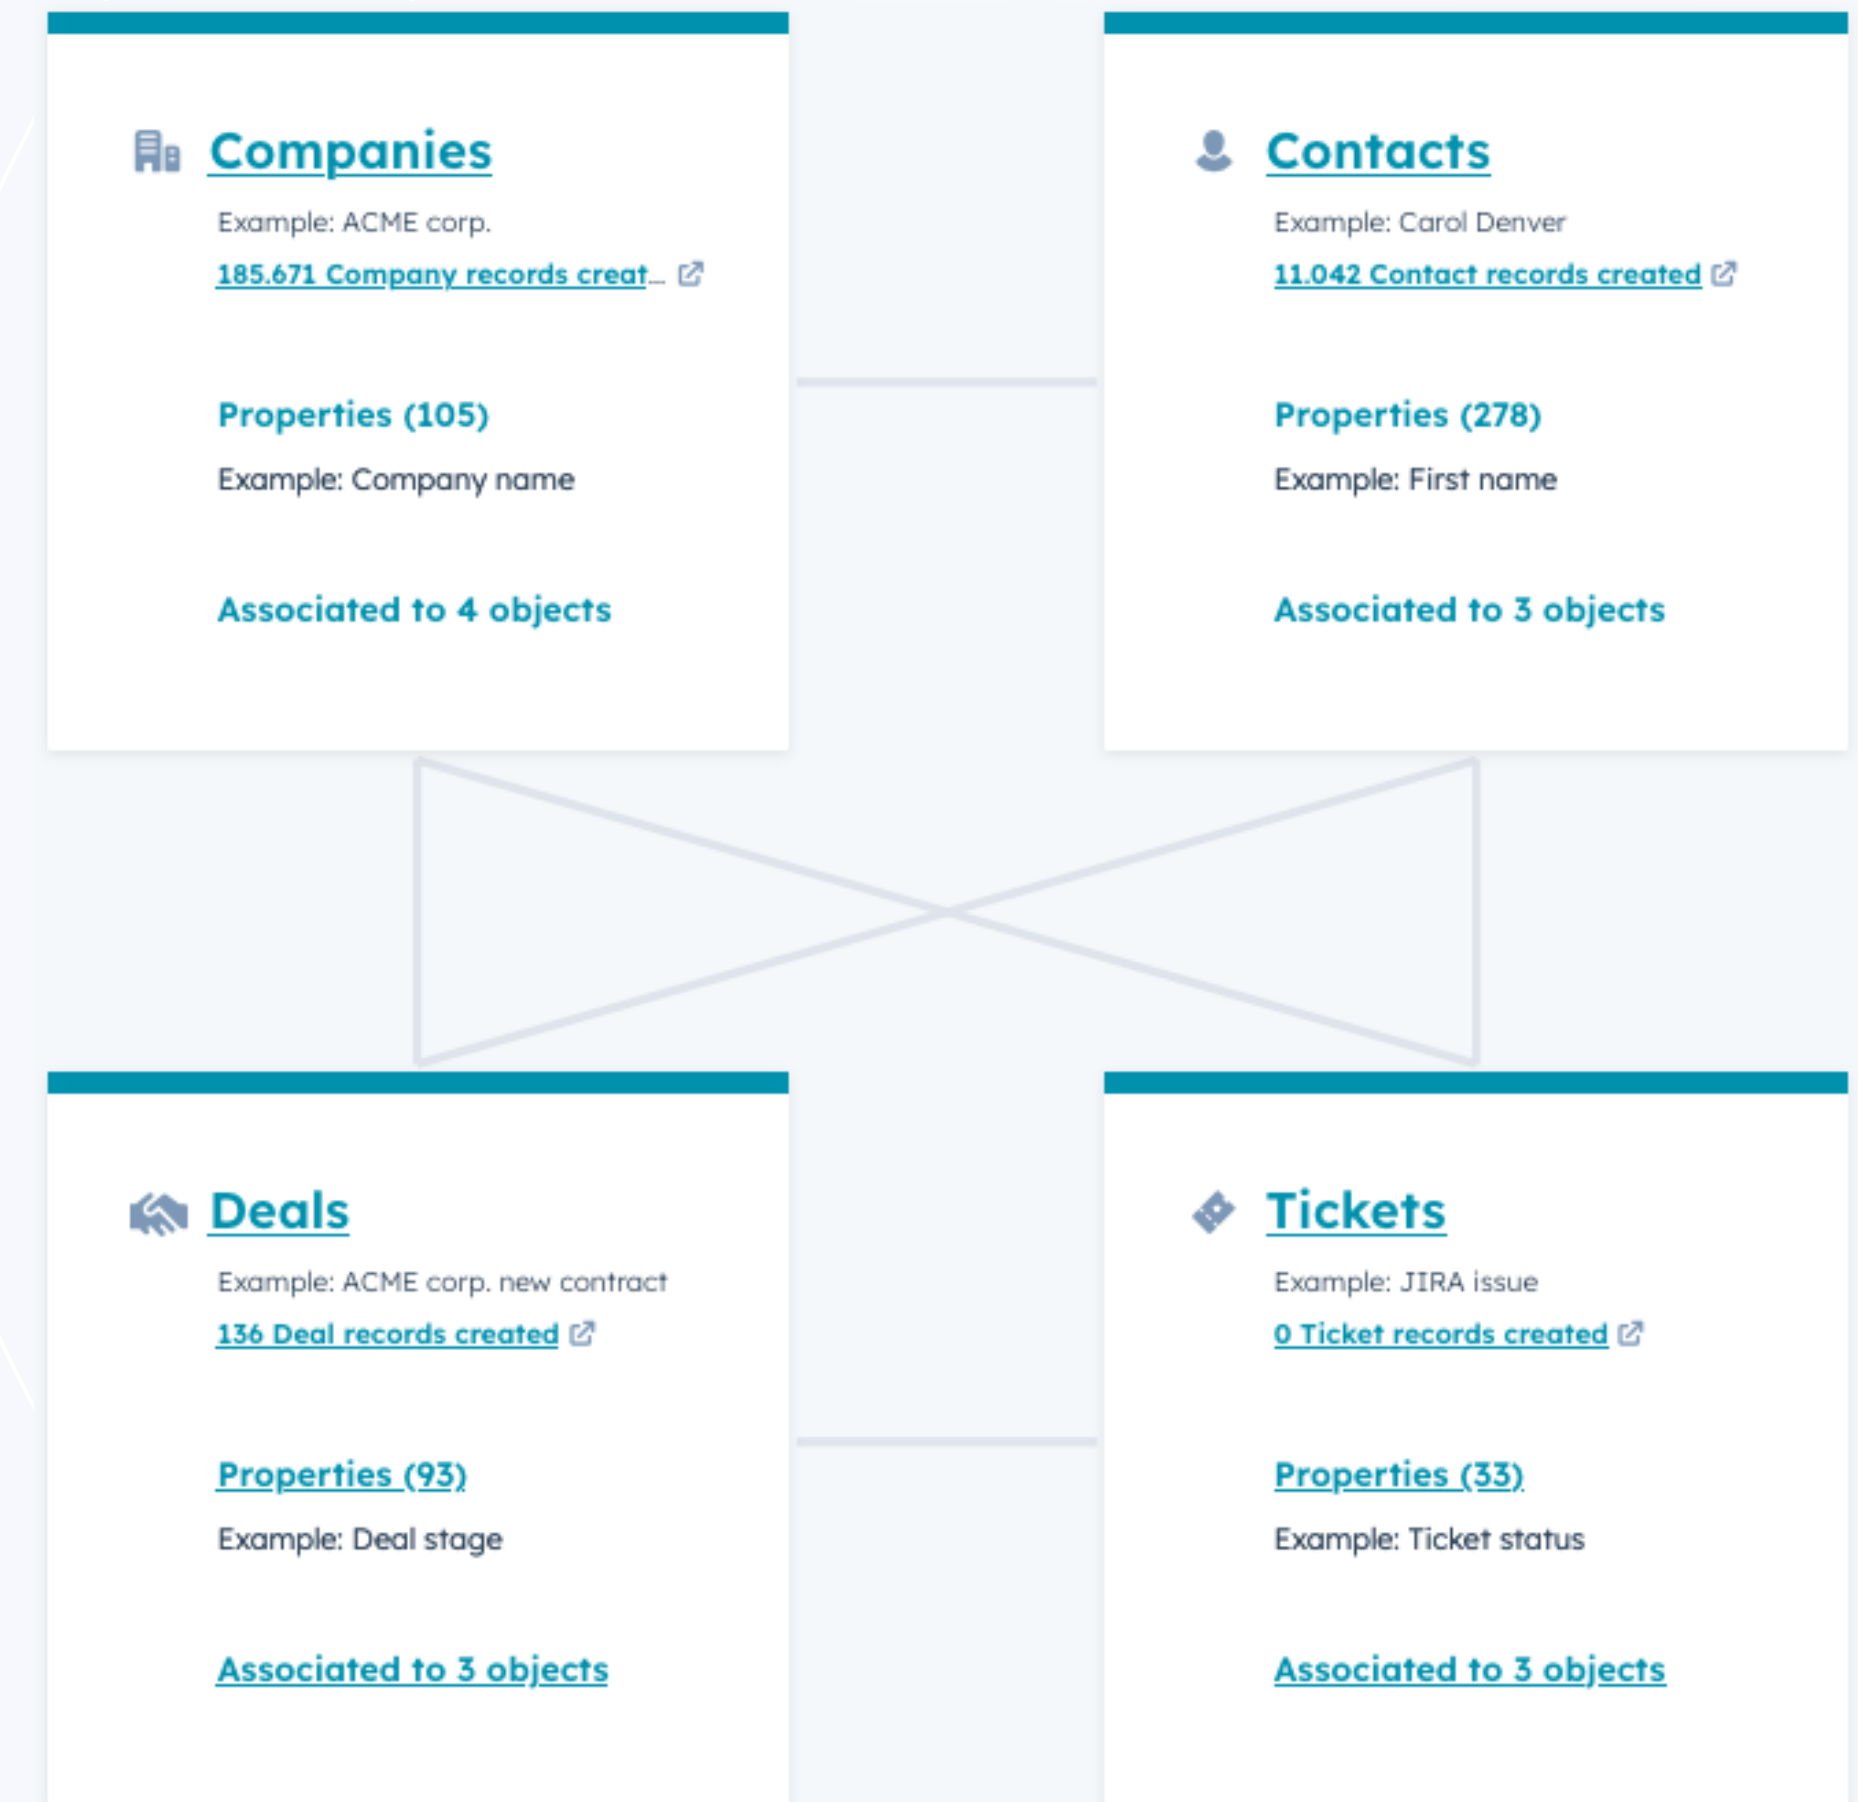 Companies
Example: ACME corp.
185.671 Company records creat...
Properties (105)
Example: Company name
Associated to 4 objects
Contacts
Example: Carol Denver
11.042 Contact records created
Properties (278)
Example: First name
Associated to 3 objects
Deals
Example: ACME corp. new contract
136 Deal records created
Properties (93)
Example: Deal stage
Associated to 3 objects
Tickets
Example: JIRA issue
0 Ticket records created
Properties (33)
Example: Ticket status
Associated to 3 objects